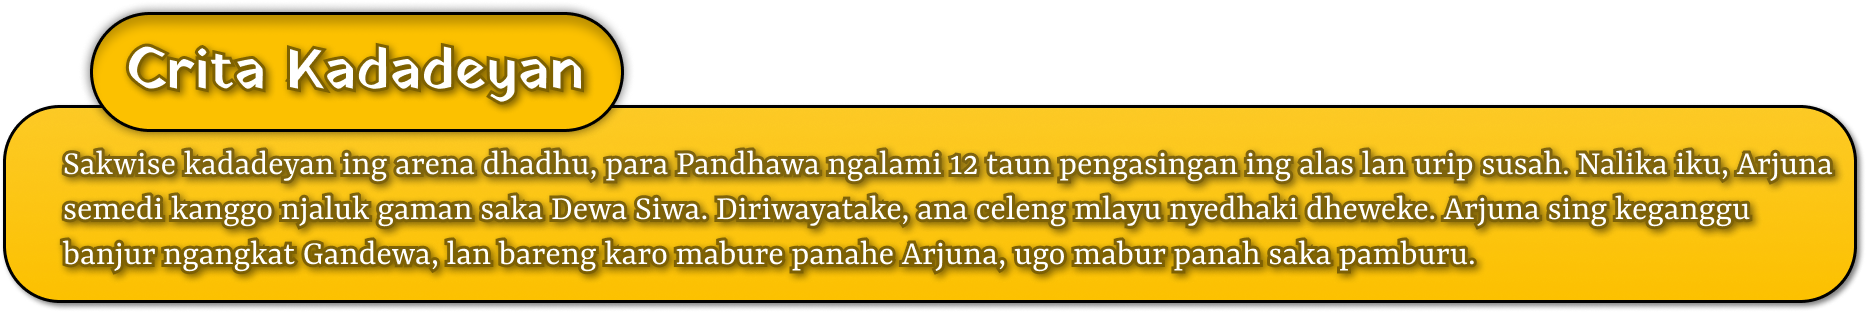 Crita Kadadeyan
Sakwise kadadeyan ing arena dhadhu, para Pandhawa ngalami 12 taun pengasingan ing alas lan urip susah. Nalika iku, Arjuna
semedi kanggo njaluk gaman saka Dewa Siwa. Diriwayatake, ana celeng mlayu nyedhaki dheweke. Arjuna sing keganggu
banjur ngangkat Gandewa, lan bareng karo mabure panahe Arjuna, ugo mabur panah saka pamburu.